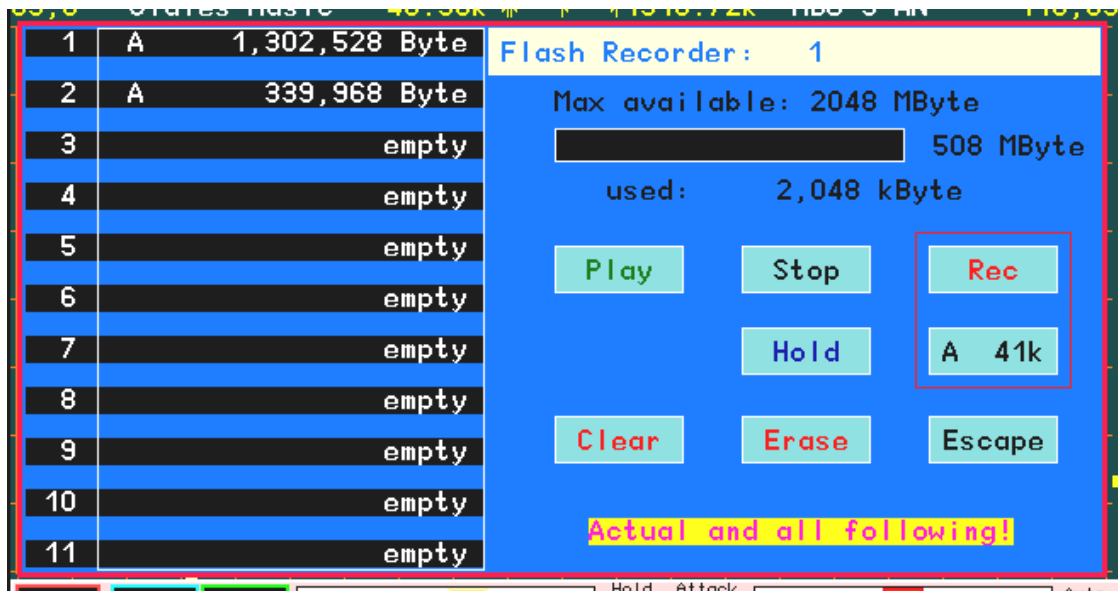 1 A 1,302,528 Byte
2 A 339,968 Byte
3 empty
4 empty
5 empty
6 empty
7 empty
8 empty
9 empty
10 empty
11 empty
Flash Recorder: 1
Max available: 2048 MByte
508 MByte
used: 2,048 kByte
Play Stop Rec
Hold A 41k
Clear Erase Escape
Actual and all following!
Hold Attack